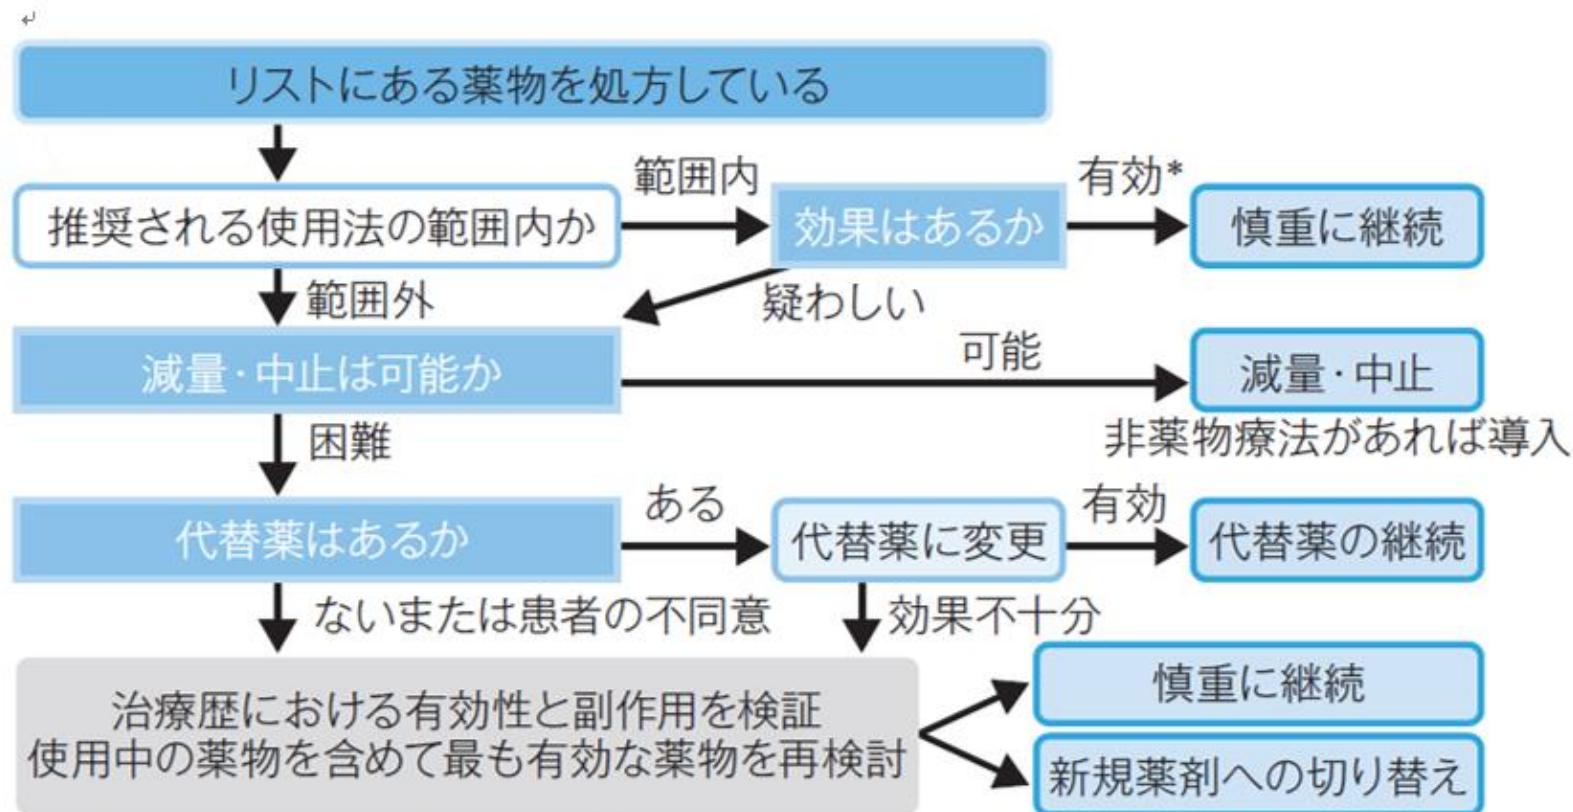 リストにある薬物を処方している
範囲内
有効*
推奨される使用法の範囲内か
効果はあるか
慎重に継続
範囲外
疑わしい
可能
減量・中止は可能か
減量・中止
困難
非薬物療法があれば導入
ある
有効
代替薬はあるか
代替薬に変更
代替薬の継続
ないまたは患者の不同意
効果不十分
治療歴における有効性と副作用を検証
使用中の薬物を含めて最も有効な薬物を再検討
慎重に継続
新規薬剤への切り替え